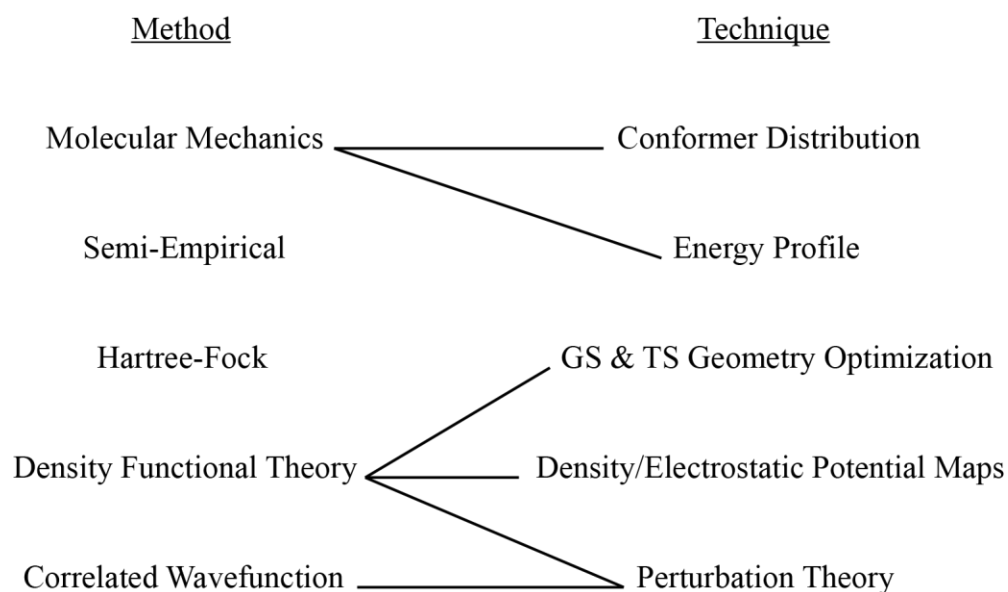 Method Technique
Molecular Mechanics Conformer Distribution
Semi-Empirical Energy Profile
Hartree-Fock GS & TS Geometry Optimization
Density Functional Theory Density/Electrostatic Potential Maps
Correlated Wavefunction Perturbation Theory